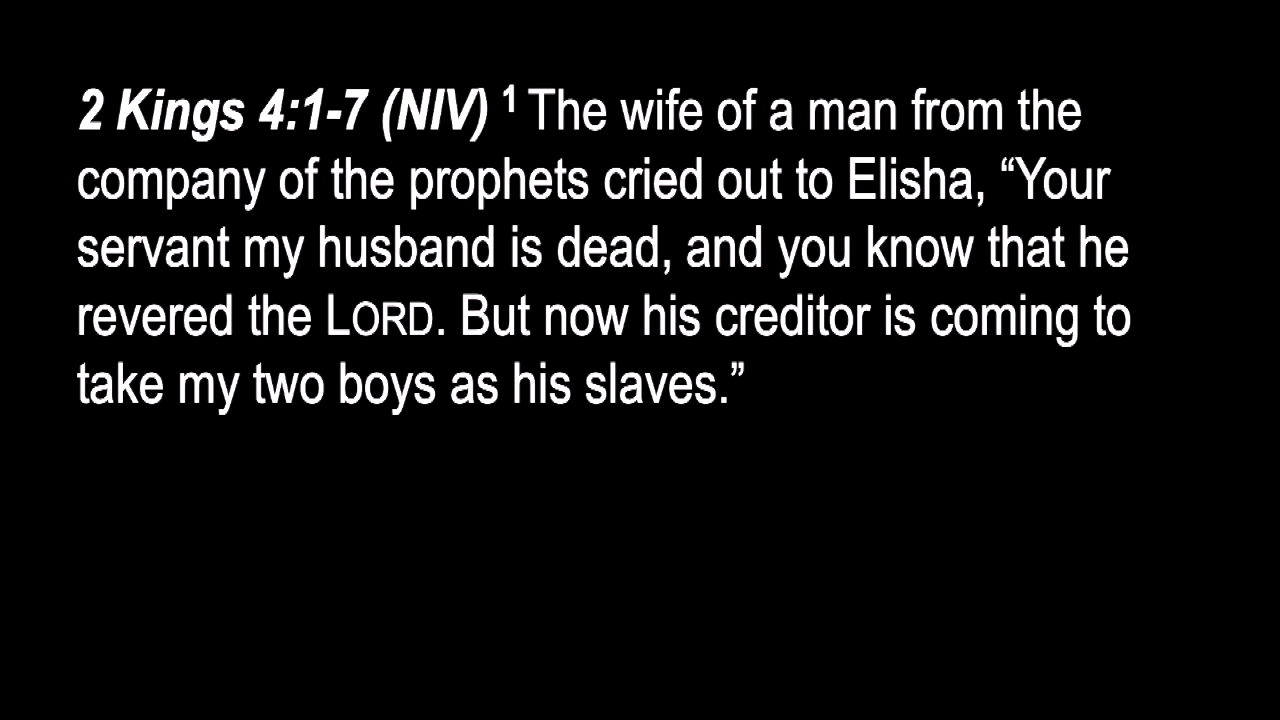 2 Kings 4:1-7 (NIV) 1 The wife of a man from the
company of the prophets cried out to Elisha, “Your
servant my husband is dead, and you know that he
revered the LORD. But now his creditor is coming to
take my two boys as his slaves.”